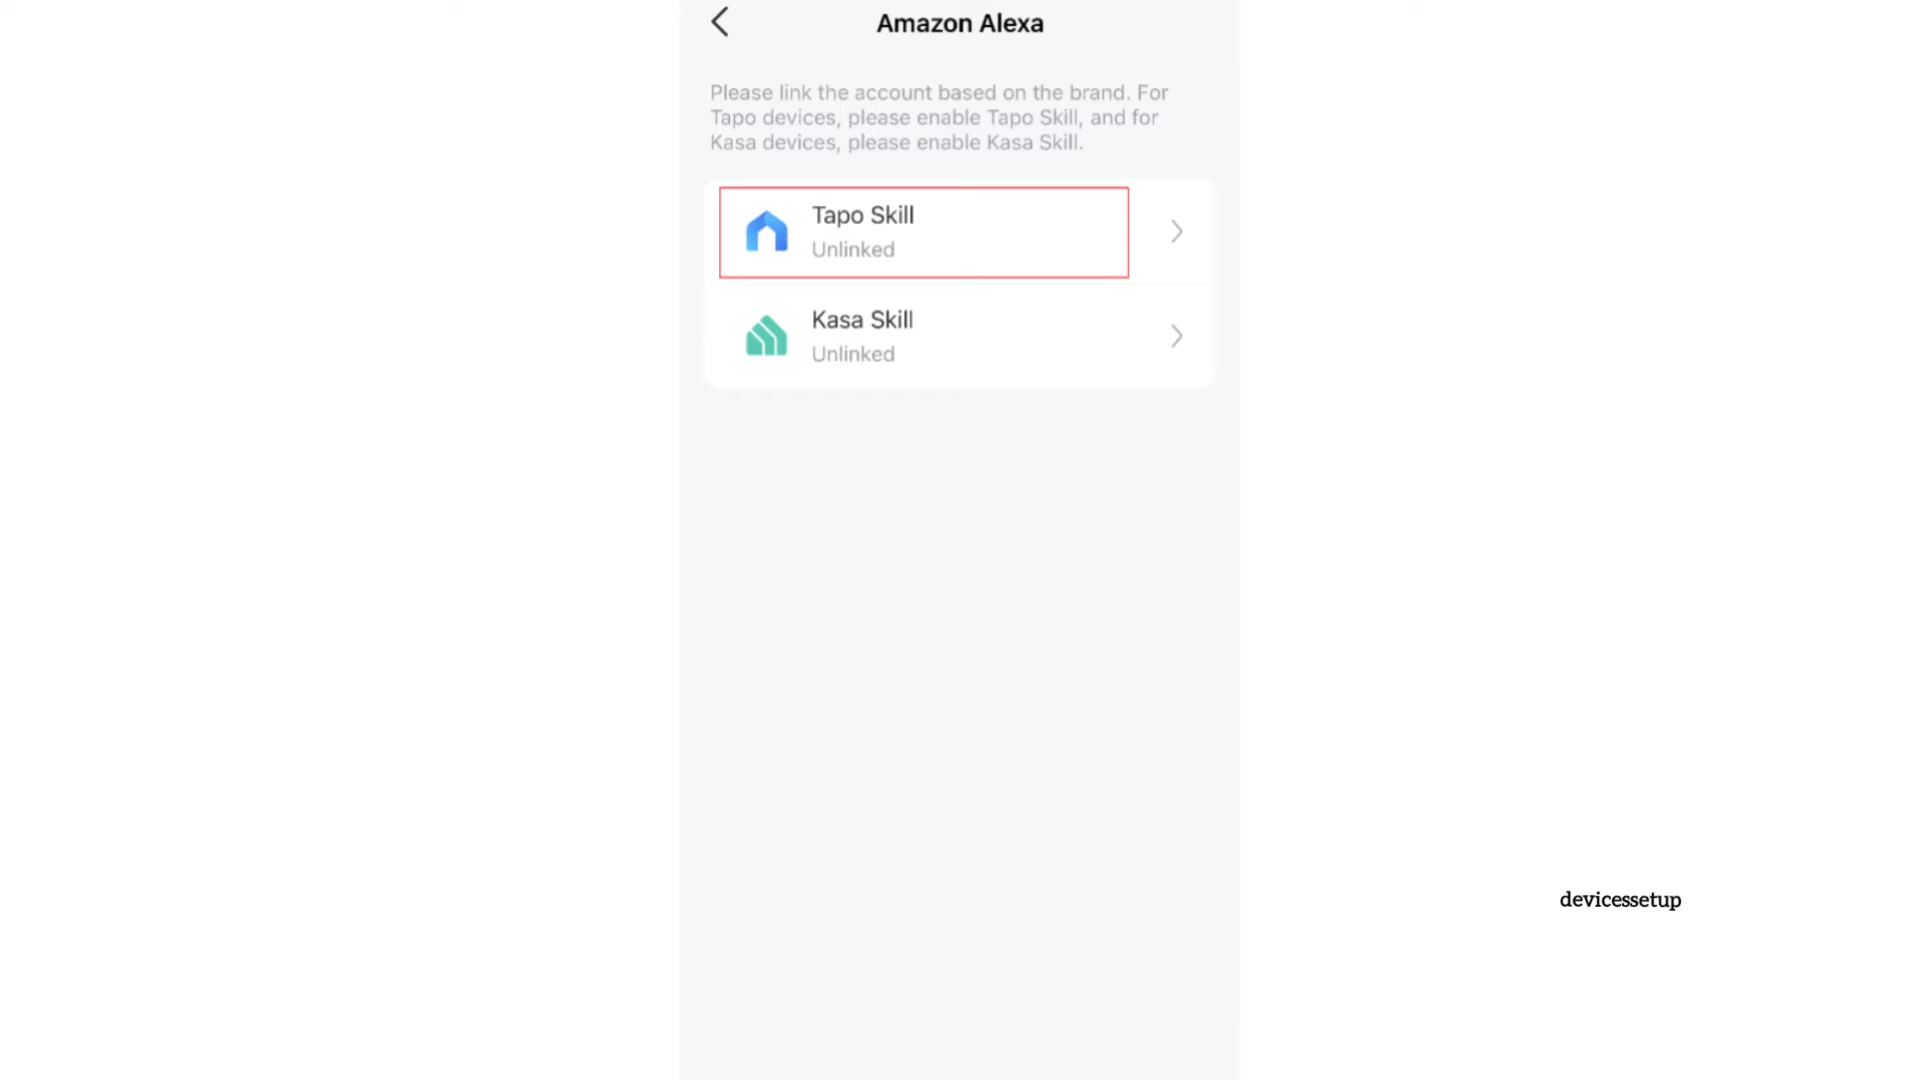 Amazon Alexa
Please link the account based on the brand. For
Tapo devices, please enable Tapo Skill, and for
Kasa devices, please enable Kasa Skill.
Tapo Skill
Unlinked
Kasa Skill
Unlinked
devicessetup